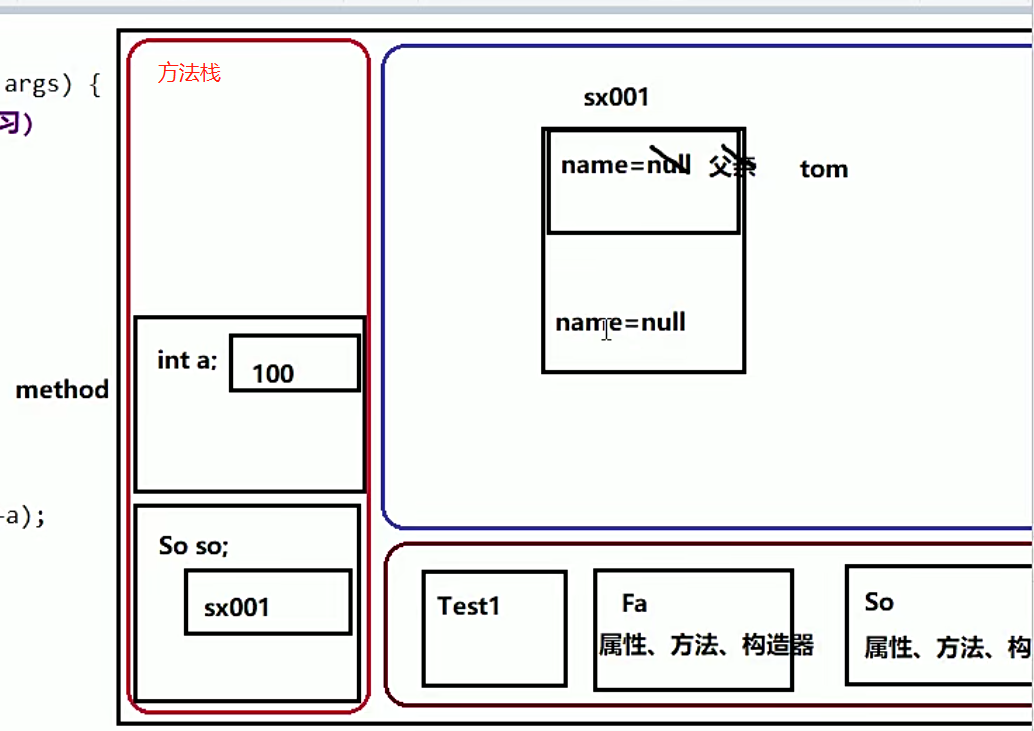 方法栈
args) {
习)
sx001
name=null 父亲 tom
name=null
int a;
100
method
-a);
So so;
sx001
Test1
Fa
属性、方法、构造器
So
属性、方法、构